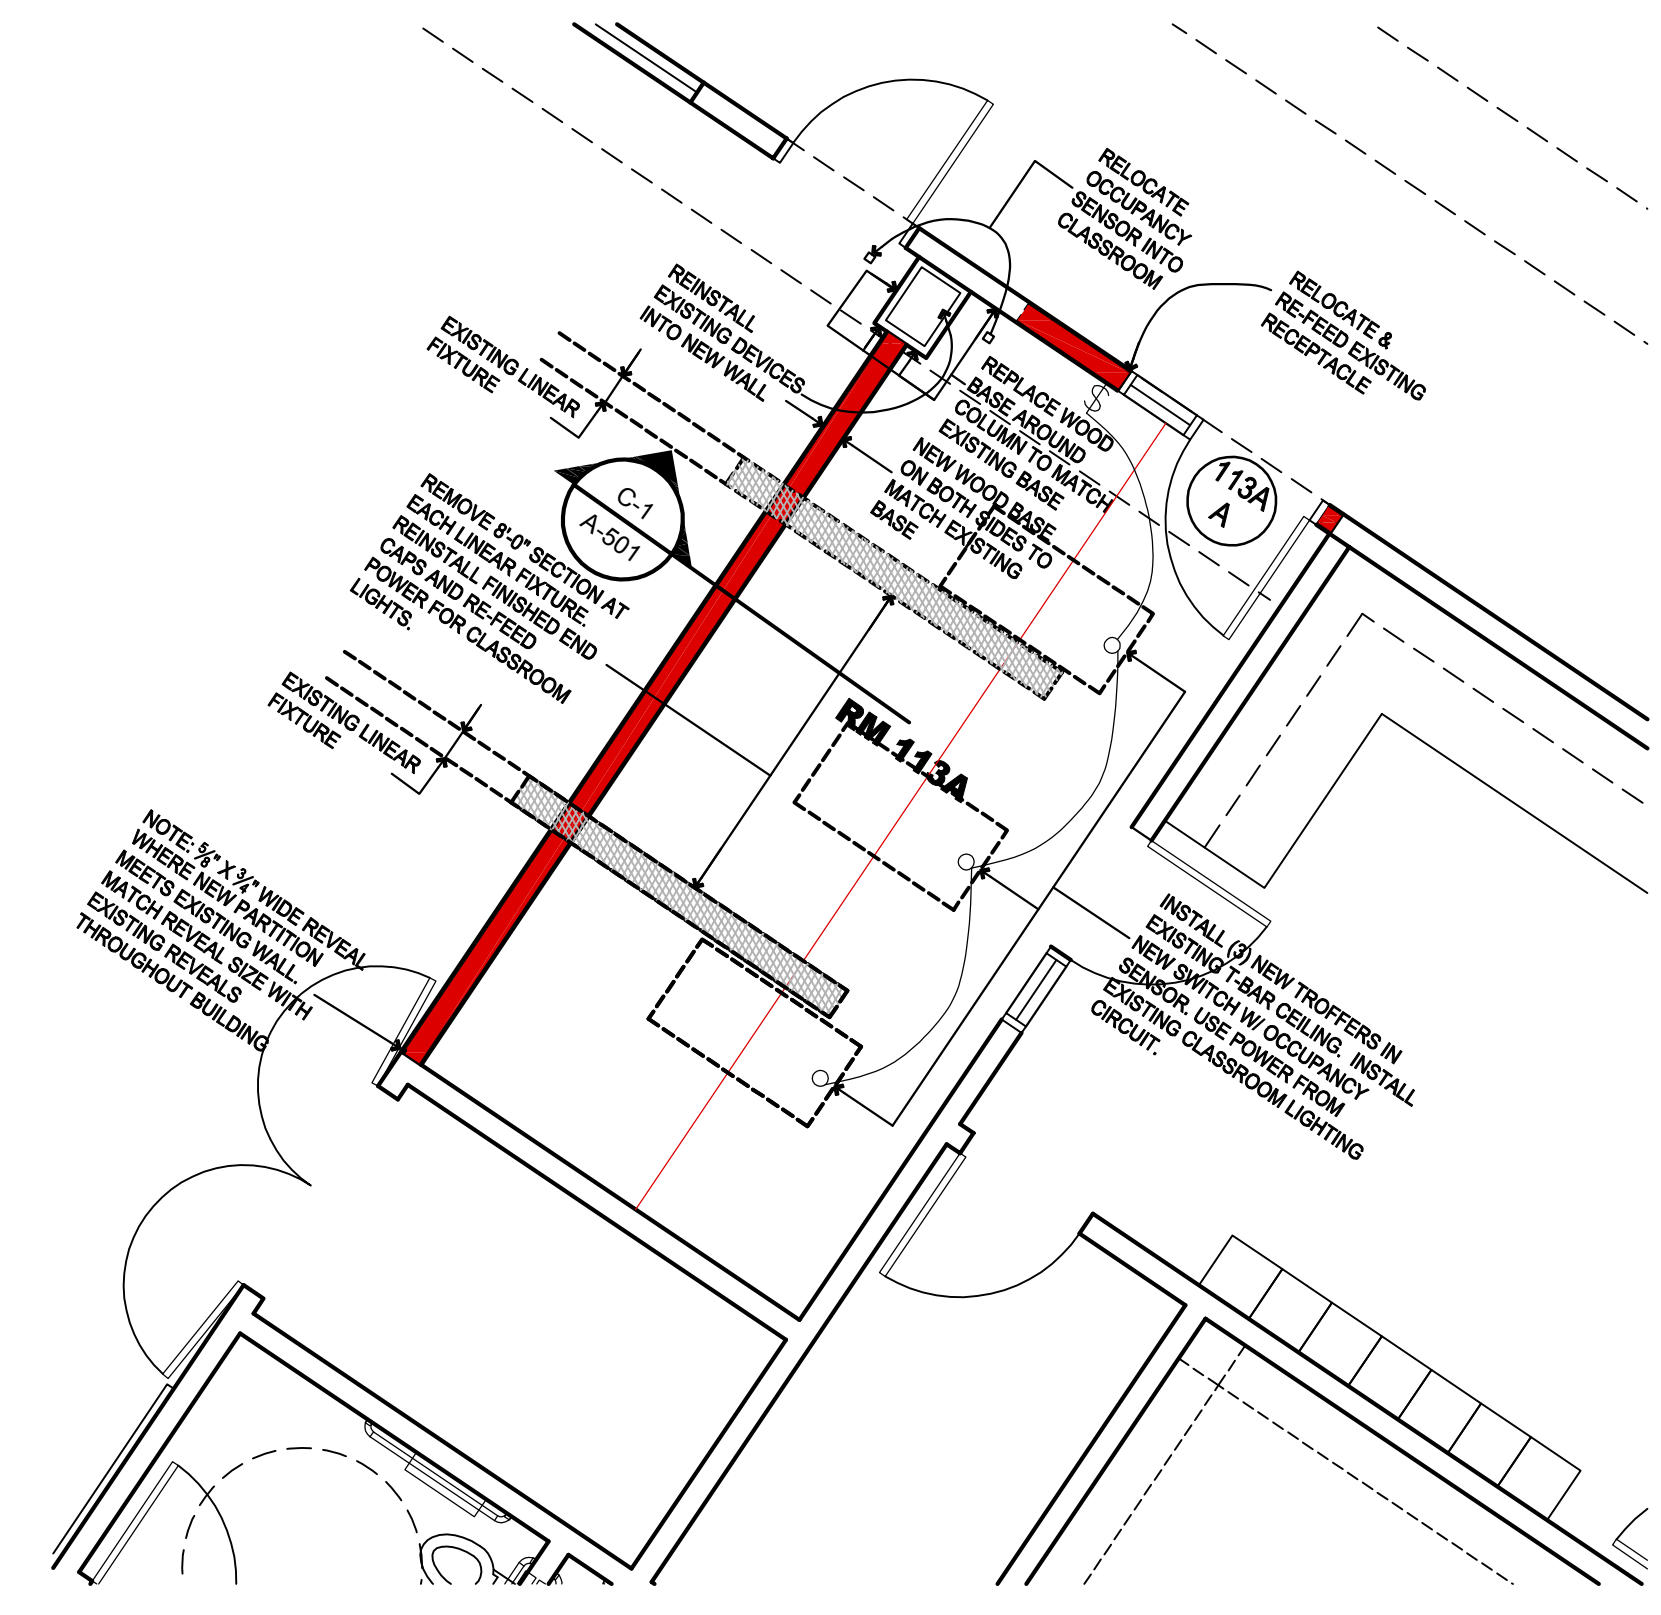 RELOCATE
OCCUPANCY
SENSOR INTO
CLASSROOM
RELOCATE &
RE-FEED EXISTING
RECEPTACLE
REINSTALL
EXISTING DEVICES
INTO NEW WALL
EXISTING LINEAR
FIXTURE
REPLACE WOOD
BASE AROUND
COLUMN TO MATCH
EXISTING BASE
NEW WOOD BASE
ON BOTH SIDES TO
MATCH EXISTING
BASE
$
113A
A
C-1
A-501
REMOVE 8'-0" SECTION AT
EACH LINEAR FIXTURE.
REINSTALL FINISHED END
CAPS AND RE-FEED
POWER FOR CLASSROOM
LIGHTS.
EXISTING LINEAR
FIXTURE
RM 113A
NOTE: ⅝" X ¾" WIDE REVEAL
WHERE NEW PARTITION
MEETS EXISTING WALL.
MATCH REVEAL SIZE WITH
EXISTING REVEALS
THROUGHOUT BUILDING
INSTALL (3) NEW TROFFERS IN
EXISTING T-BAR CEILING. INSTALL
NEW SWITCH W/ OCCUPANCY
SENSOR. USE POWER FROM
EXISTING CLASSROOM LIGHTING
CIRCUIT.